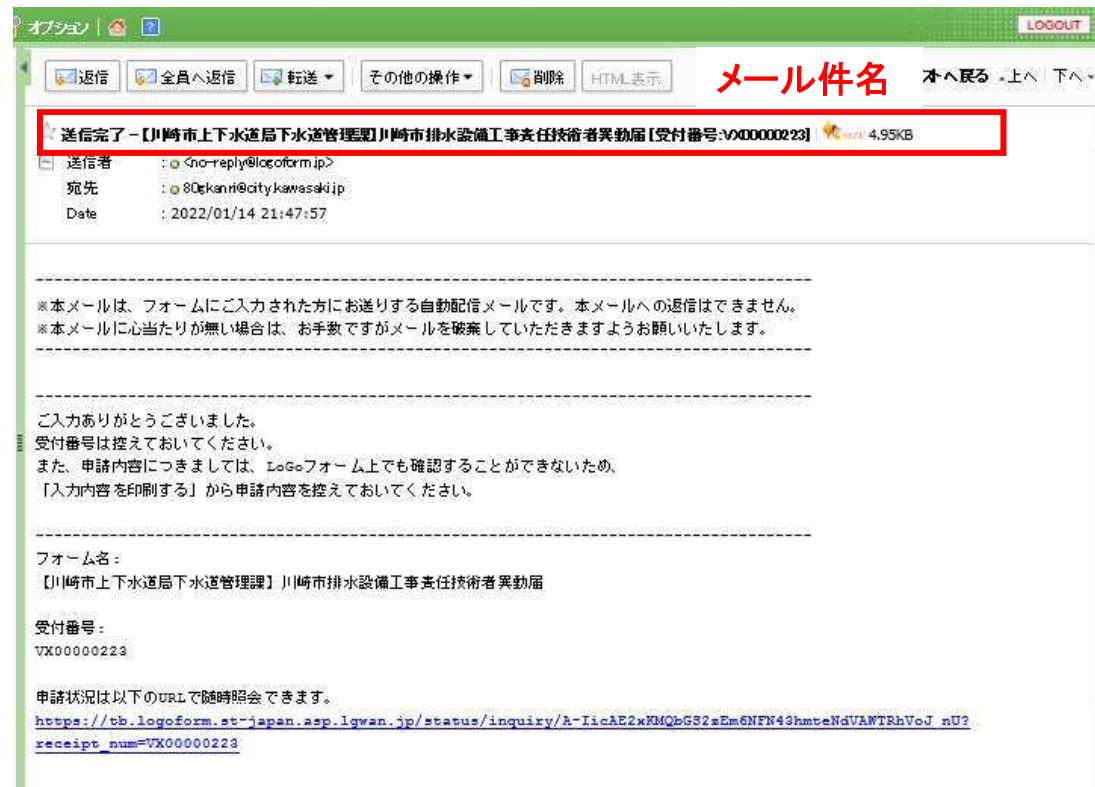 オプション
LOGOUT
返信 全員へ返信 転送 その他の操作 削除 HTML表示 メール件名 へ戻る 上へ 下へ
送信完了 -【川崎市上下水道局下水道管理課】川崎市排水設備工事責任技術者異動届 [受付番号:VX00000223] size 4.95KB
送信者 : <no-reply@logoform.jp>
宛先 : 80gkanri@city.kawasaki.jp
Date : 2022/01/14 21:47:57
※本メールは、フォームにご入力された方にお送りする自動配信メールです。本メールへの返信はできません。
※本メールに心当たりが無い場合は、お手数ですがメールを破棄していただきますようお願いいたします。
ご入力ありがとうございました。
受付番号は控えておいてください。
また、申請内容につきましては、LoGoフォーム上でも確認することができないため、
「入力内容を印刷する」から申請内容を控えておいてください。
フォーム名:
【川崎市上下水道局下水道管理課】川崎市排水設備工事責任技術者異動届
受付番号:
VX00000223
申請状況は以下のURLで随時照会できます。
https://tb.logoform.st-japan.asp.lgwan.jp/status/inquiry/A-IicAE2xKMQbGS2sEm6NFN43hmteNdVAWTRhVoJ_nU?
receipt_num=VX00000223